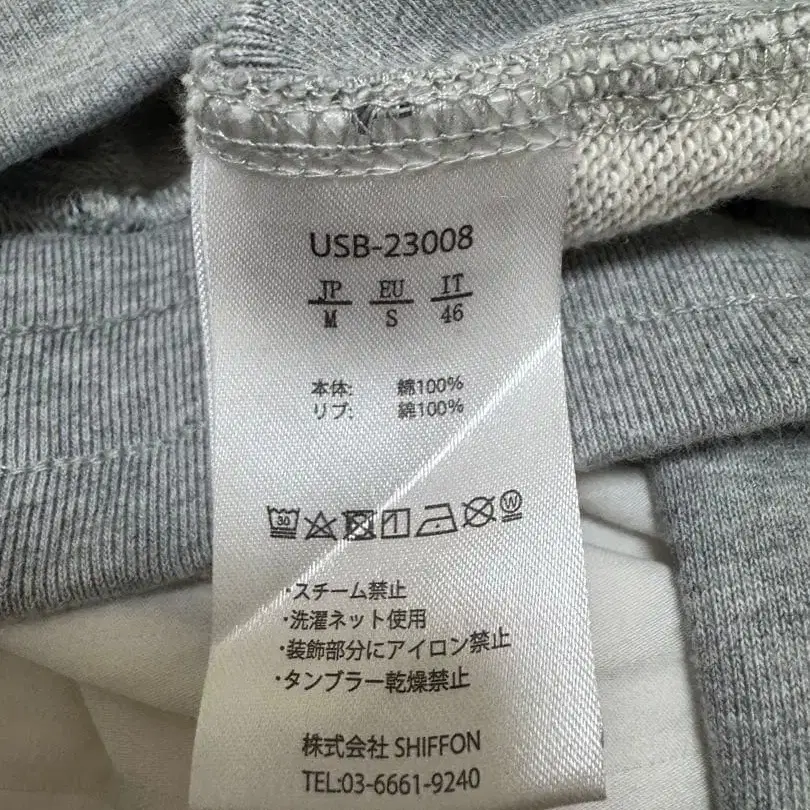 USB-23008
JP EU IT
M S 46
本体: 綿100%
リブ: 綿100%
30 W
・スチーム禁止
・洗濯ネット使用
・装飾部分にアイロン禁止
・タンブラー乾燥禁止
株式会社 SHIFFON
TEL:03-6661-9240